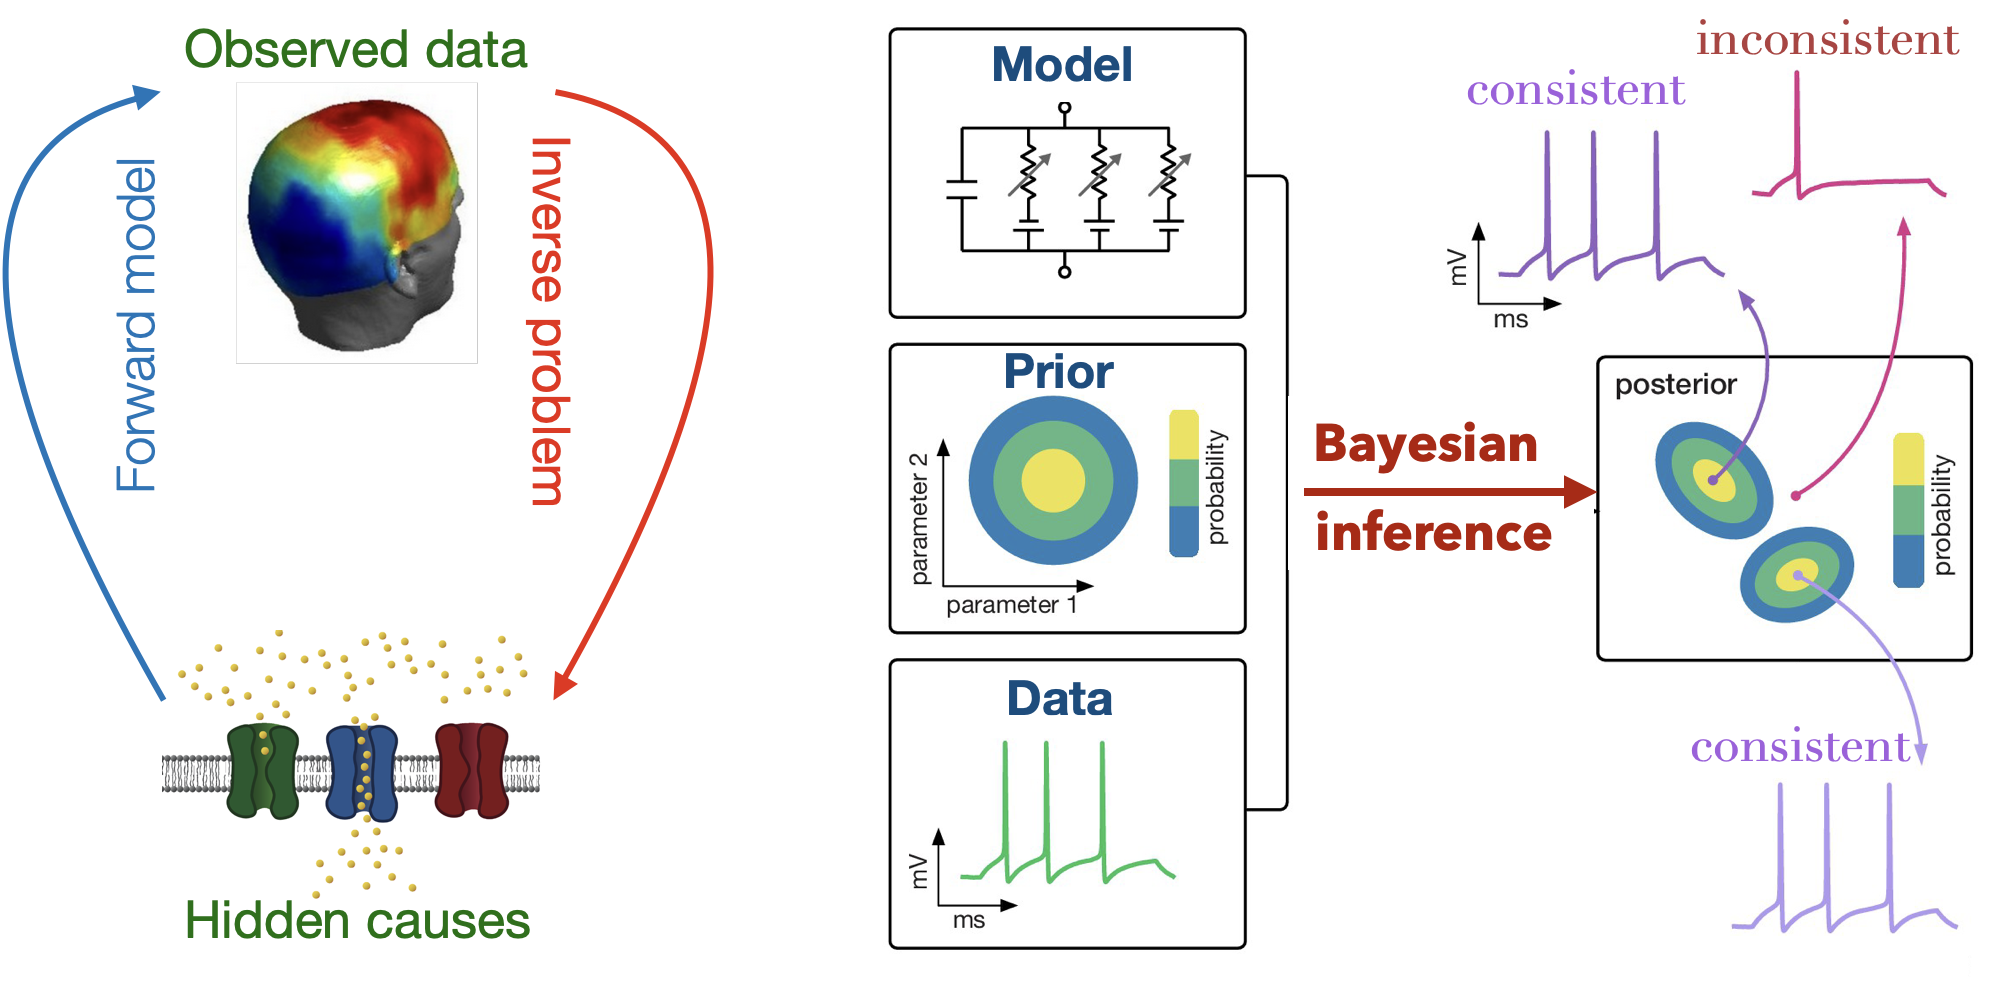 Observed data
Forward model
Inverse problem
Hidden causes
Model
Prior
parameter 2
parameter 1
probability
Data
mV
ms
Bayesian
inference
consistent
inconsistent
mV
ms
posterior
probability
consistent